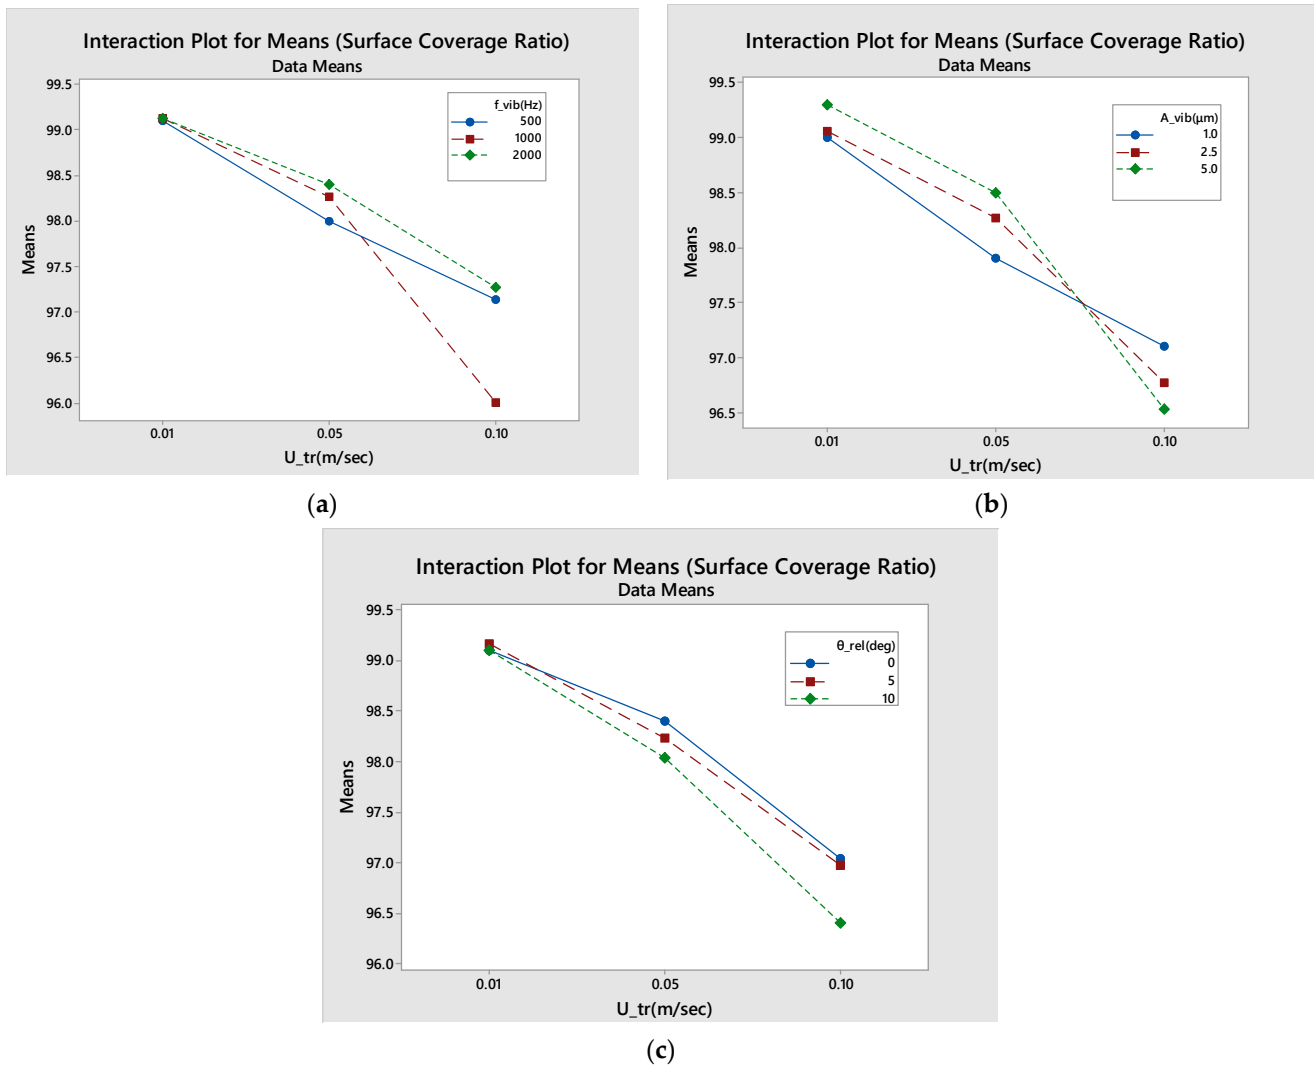 Interaction Plot for Means (Surface Coverage Ratio)
Data Means
99.5
99.0
98.5
98.0
97.5
97.0
96.5
96.0
Means
f_vib(Hz)
500
1000
2000
0.01
0.05
0.10
U_tr(m/sec)
(a)
Interaction Plot for Means (Surface Coverage Ratio)
Data Means
99.5
99.0
98.5
98.0
97.5
97.0
96.5
Means
A_vib(μm)
1.0
2.5
5.0
0.01
0.05
0.10
U_tr(m/sec)
(b)
Interaction Plot for Means (Surface Coverage Ratio)
Data Means
99.5
99.0
98.5
98.0
97.5
97.0
96.5
96.0
Means
θ_rel(deg)
0
5
10
0.01
0.05
0.10
U_tr(m/sec)
(c)